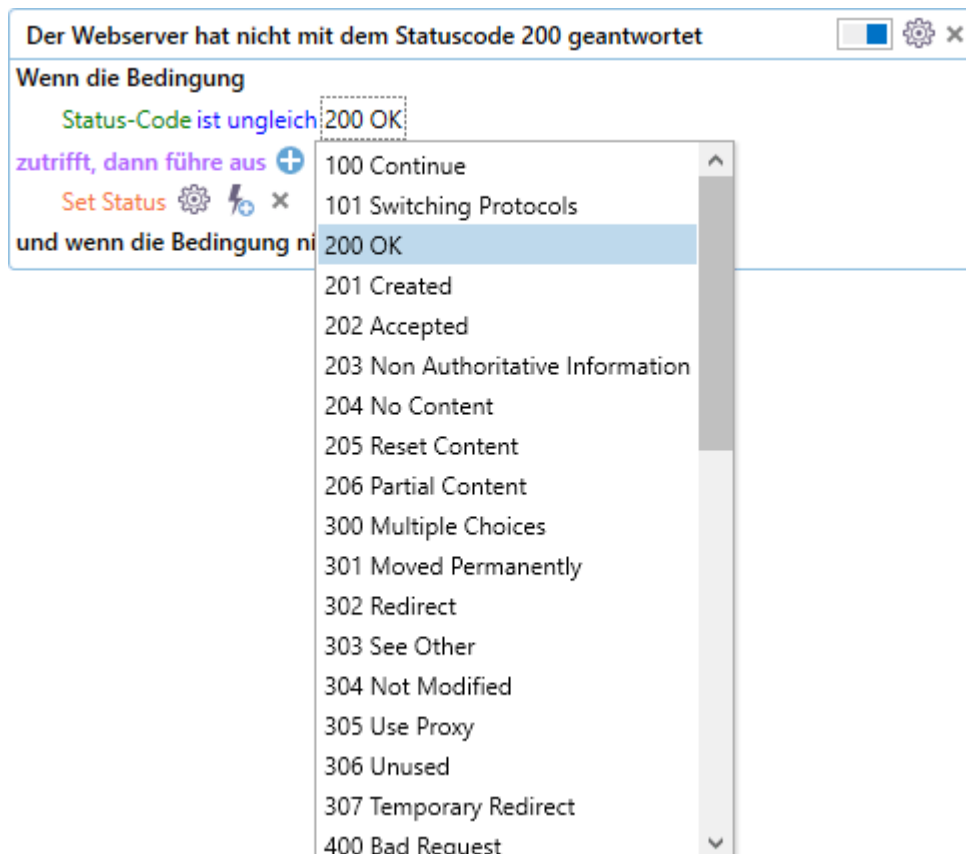 Der Webserver hat nicht mit dem Statuscode 200 geantwortet
Wenn die Bedingung
Status-Code ist ungleich 200 OK
zutrifft, dann führe aus
Set Status
und wenn die Bedingung ni
100 Continue
101 Switching Protocols
200 OK
201 Created
202 Accepted
203 Non Authoritative Information
204 No Content
205 Reset Content
206 Partial Content
300 Multiple Choices
301 Moved Permanently
302 Redirect
303 See Other
304 Not Modified
305 Use Proxy
306 Unused
307 Temporary Redirect
400 Bad Request